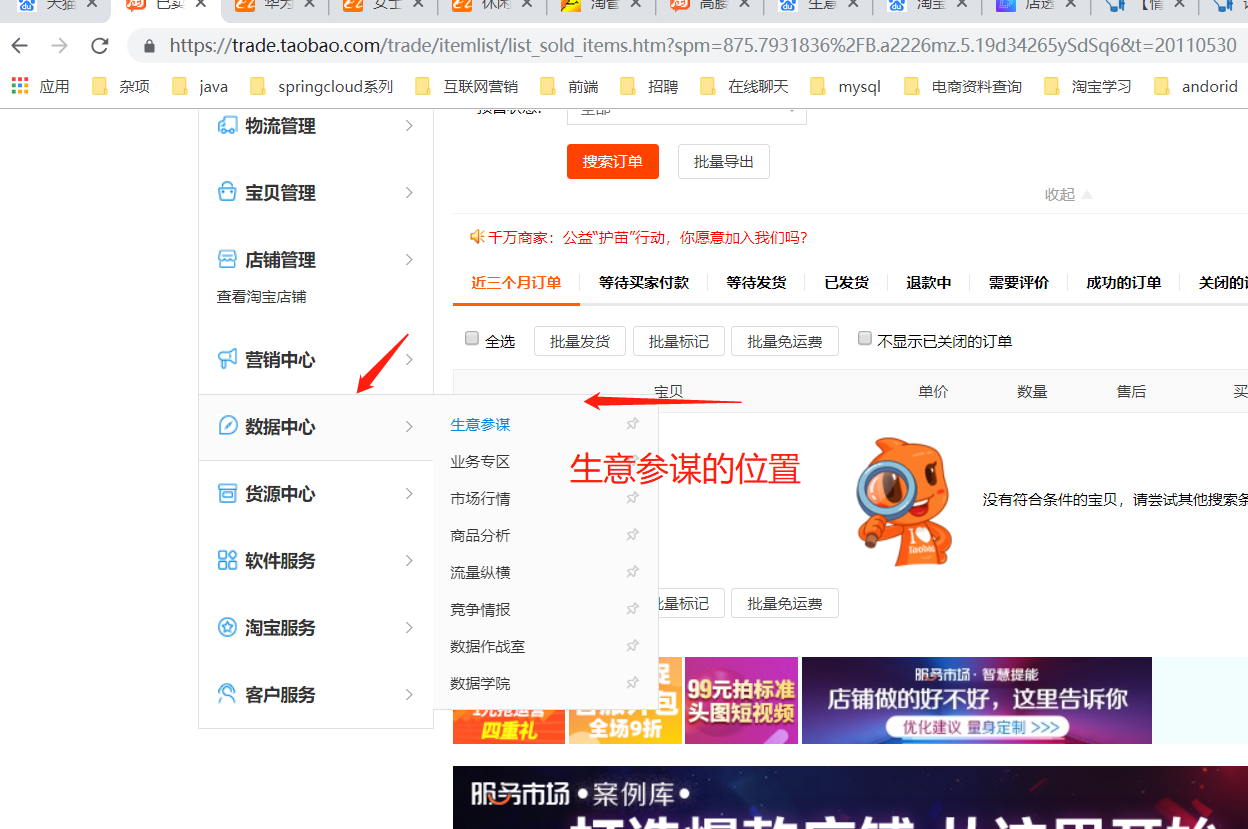 天猫
已卖
华为
女士
休闲
淘管
高腰
生意
淘宝
店透
【情
https://trade.taobao.com/trade/itemlist/list_sold_items.htm?spm=875.7931836%2FB.a2226mz.5.19d34265ySdSq6&t=20110530
应用 杂项 java springcloud系列 互联网营销 前端 招聘 在线聊天 mysql 电商资料查询 淘宝学习 andorid
物流管理
宝贝管理
店铺管理
查看淘宝店铺
营销中心
数据中心
货源中心
软件服务
淘宝服务
客户服务
生意参谋
业务专区
市场行情
商品分析
流量纵横
竞争情报
数据作战室
数据学院
全部
搜索订单 批量导出
收起
千万商家：公益“护苗”行动，你愿意加入我们吗?
近三个月订单 等待买家付款 等待发货 已发货 退款中 需要评价 成功的订单 关闭的
全选 批量发货 批量标记 批量免运费 不显示已关闭的订单
宝贝 单价 数量 售后 买
生意参谋的位置
I
Taobao
没有符合条件的宝贝，请尝试其他搜索条
批量标记 批量免运费
四重礼
全场9折
99元拍标准
头图短视频
服务市场·智慧提能
店铺做的好不好，这里告诉你
优化建议 量身定制 >>>
服务市场•案例库•
打造爆款店铺 从这里开始